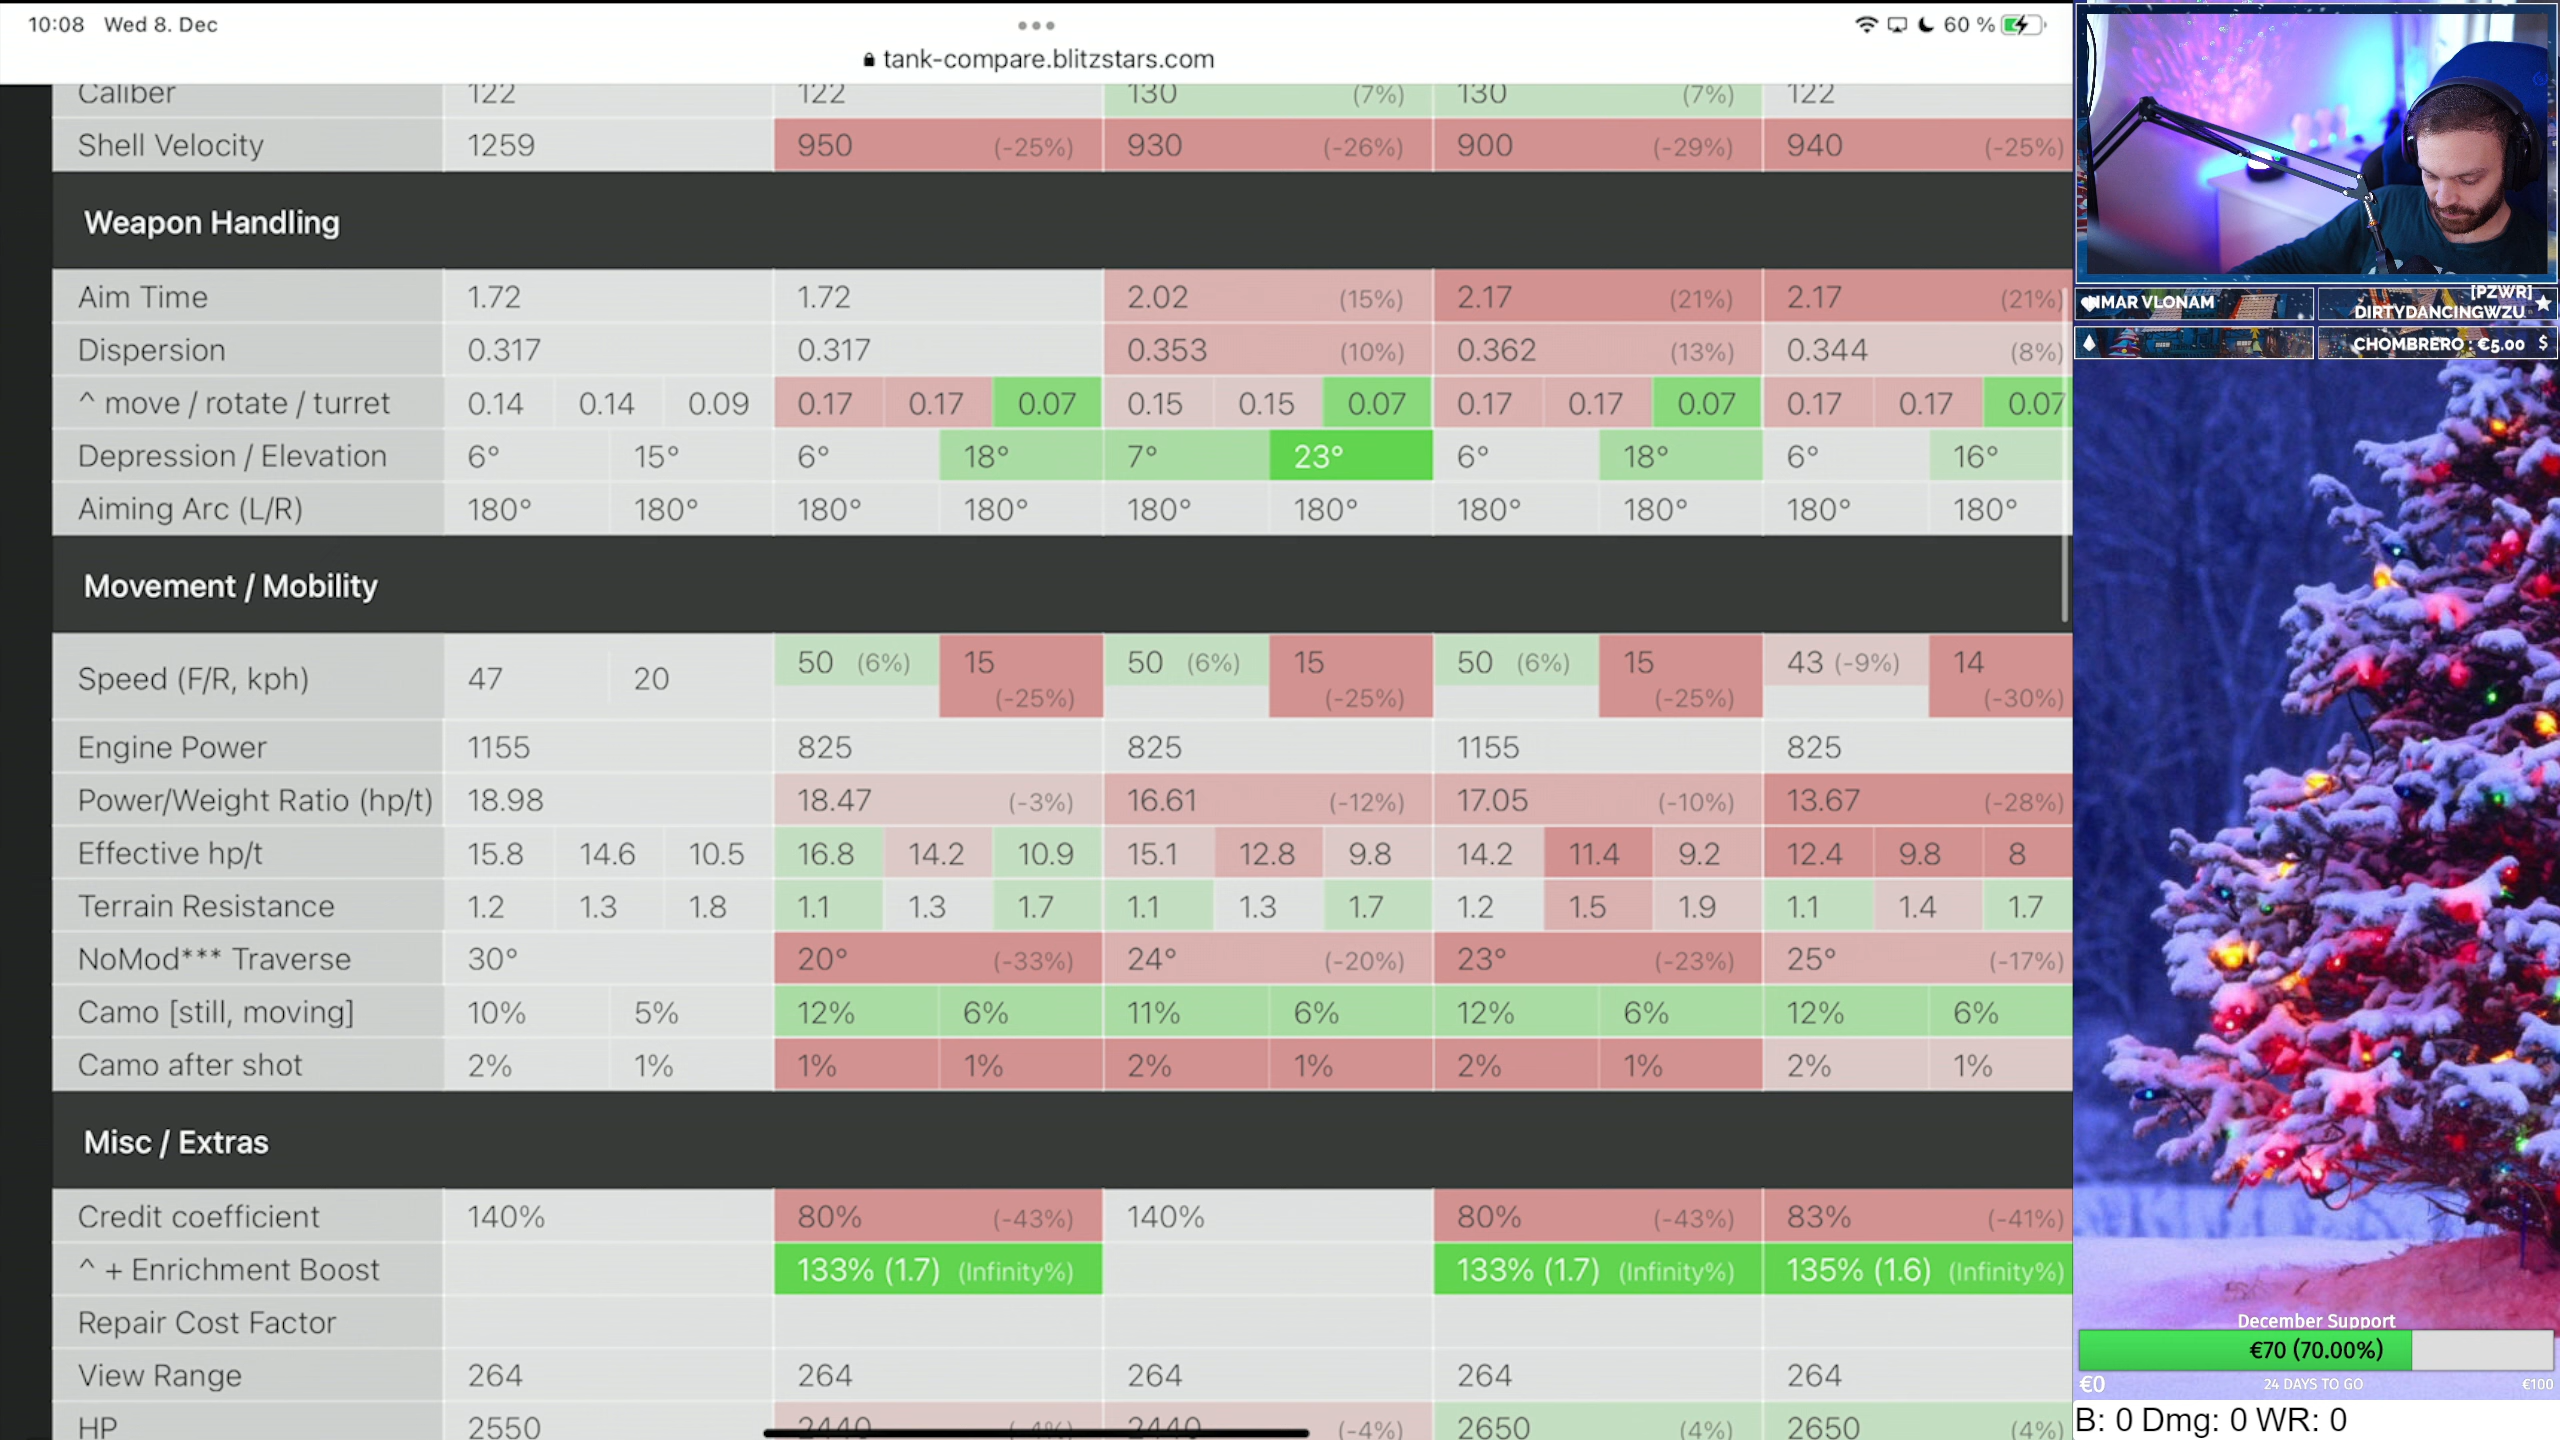 10:08 Wed 8. Dec
60 %
tank-compare.blitzstars.com
Caliber 122 122 130 (7%) 130 (7%) 122
Shell Velocity 1259 950 (-25%) 930 (-26%) 900 (-29%) 940 (-25%)
Weapon Handling
Aim Time 1.72 1.72 2.02 (15%) 2.17 (21%) 2.17 (21%)
Dispersion 0.317 0.317 0.353 (10%) 0.362 (13%) 0.344 (8%)
^ move / rotate / turret 0.14 0.14 0.09 0.17 0.17 0.07 0.15 0.15 0.07 0.17 0.17 0.07 0.17 0.17 0.07
Depression / Elevation 6° 15° 6° 18° 7° 23° 6° 18° 6° 16°
Aiming Arc (L/R) 180° 180° 180° 180° 180° 180° 180° 180° 180° 180°
Movement / Mobility
Speed (F/R, kph) 47 20 50 (6%) 15 (-25%) 50 (6%) 15 (-25%) 50 (6%) 15 (-25%) 43 (-9%) 14 (-30%)
Engine Power 1155 825 825 1155 825
Power/Weight Ratio (hp/t) 18.98 18.47 (-3%) 16.61 (-12%) 17.05 (-10%) 13.67 (-28%)
Effective hp/t 15.8 14.6 10.5 16.8 14.2 10.9 15.1 12.8 9.8 14.2 11.4 9.2 12.4 9.8 8
Terrain Resistance 1.2 1.3 1.8 1.1 1.3 1.7 1.1 1.3 1.7 1.2 1.5 1.9 1.1 1.4 1.7
NoMod*** Traverse 30° 20° (-33%) 24° (-20%) 23° (-23%) 25° (-17%)
Camo [still, moving] 10% 5% 12% 6% 11% 6% 12% 6% 12% 6%
Camo after shot 2% 1% 1% 1% 2% 1% 2% 1% 2% 1%
Misc / Extras
Credit coefficient 140% 80% (-43%) 140% 80% (-43%) 83% (-41%)
^ + Enrichment Boost 133% (1.7) (Infinity%) 133% (1.7) (Infinity%) 135% (1.6) (Infinity%)
Repair Cost Factor
View Range 264 264 264 264 264
HP 2550 2440 (-4%) 2440 (-4%) 2650 (4%) 2650 (4%)
VLONAM
[PZWR]
DIRTYDANCINGWZU
CHOMBRERO : €5.00 $
December Support
€70 (70.00%)
€0 24 DAYS TO GO €100
B: 0 Dmg: 0 WR: 0